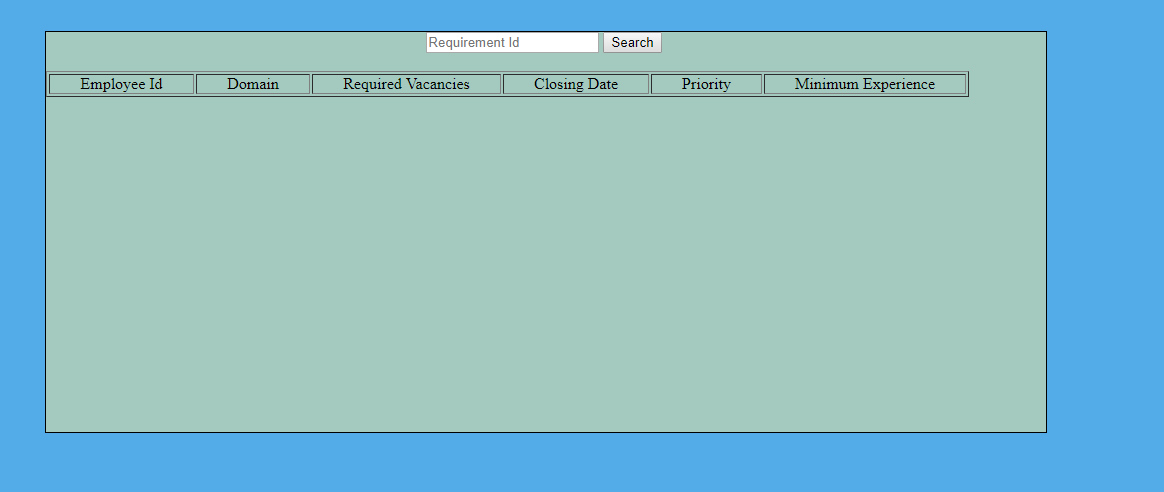 Requirement Id Search
Employee Id Domain Required Vacancies Closing Date Priority Minimum Experience